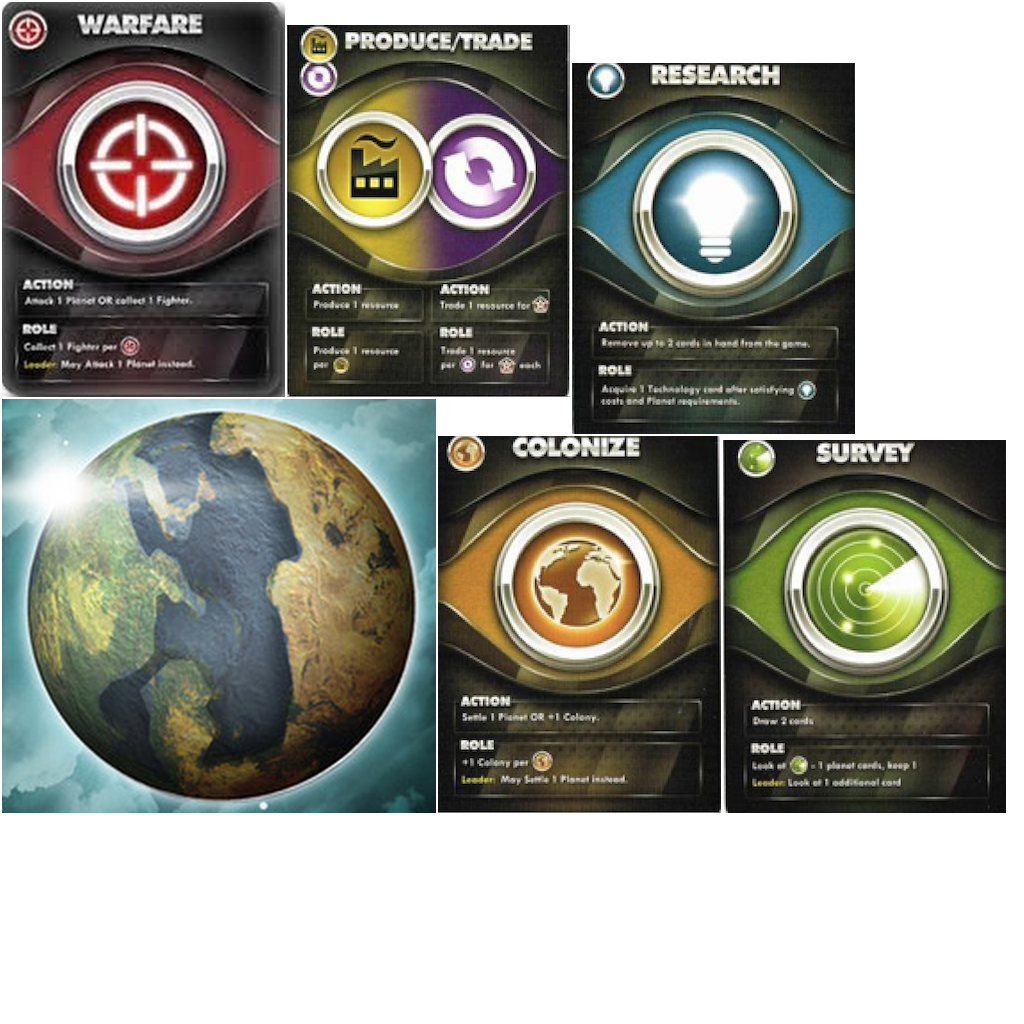 WARFARE
ACTION
Attack 1 Planet OR collect 1 Fighter.
ROLE
Collect 1 Fighter per
Leader: May Attack 1 Planet instead.
PRODUCE/TRADE
ACTION
Produce 1 resource
ROLE
Produce 1 resource
per
ACTION
Trade 1 resource for
ROLE
Trade 1 resource
per for each
RESEARCH
ACTION
Remove up to 2 cards in hand from the game.
ROLE
Acquire 1 Technology card after satisfying
costs and Planet requirements.
COLONIZE
ACTION
Settle 1 Planet OR +1 Colony.
ROLE
+1 Colony per
Leader: May Settle 1 Planet instead.
SURVEY
ACTION
Draw 2 cards
ROLE
Look at - 1 planet cards, keep 1
Leader: Look at 1 additional card